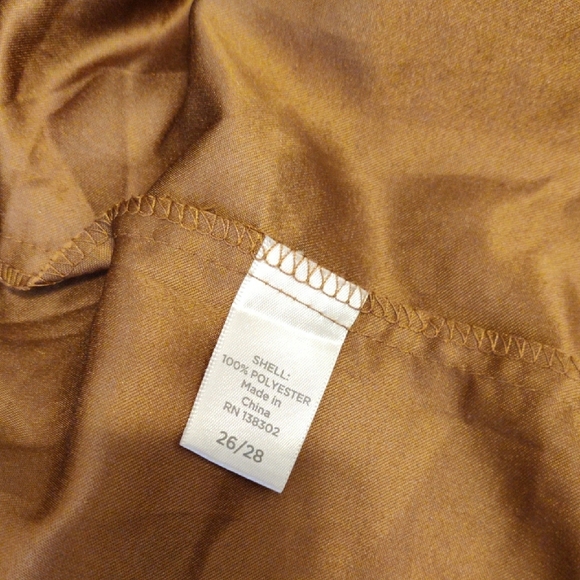 SHELL:
100% POLYESTER
Made in
China
RN 138302
26/28